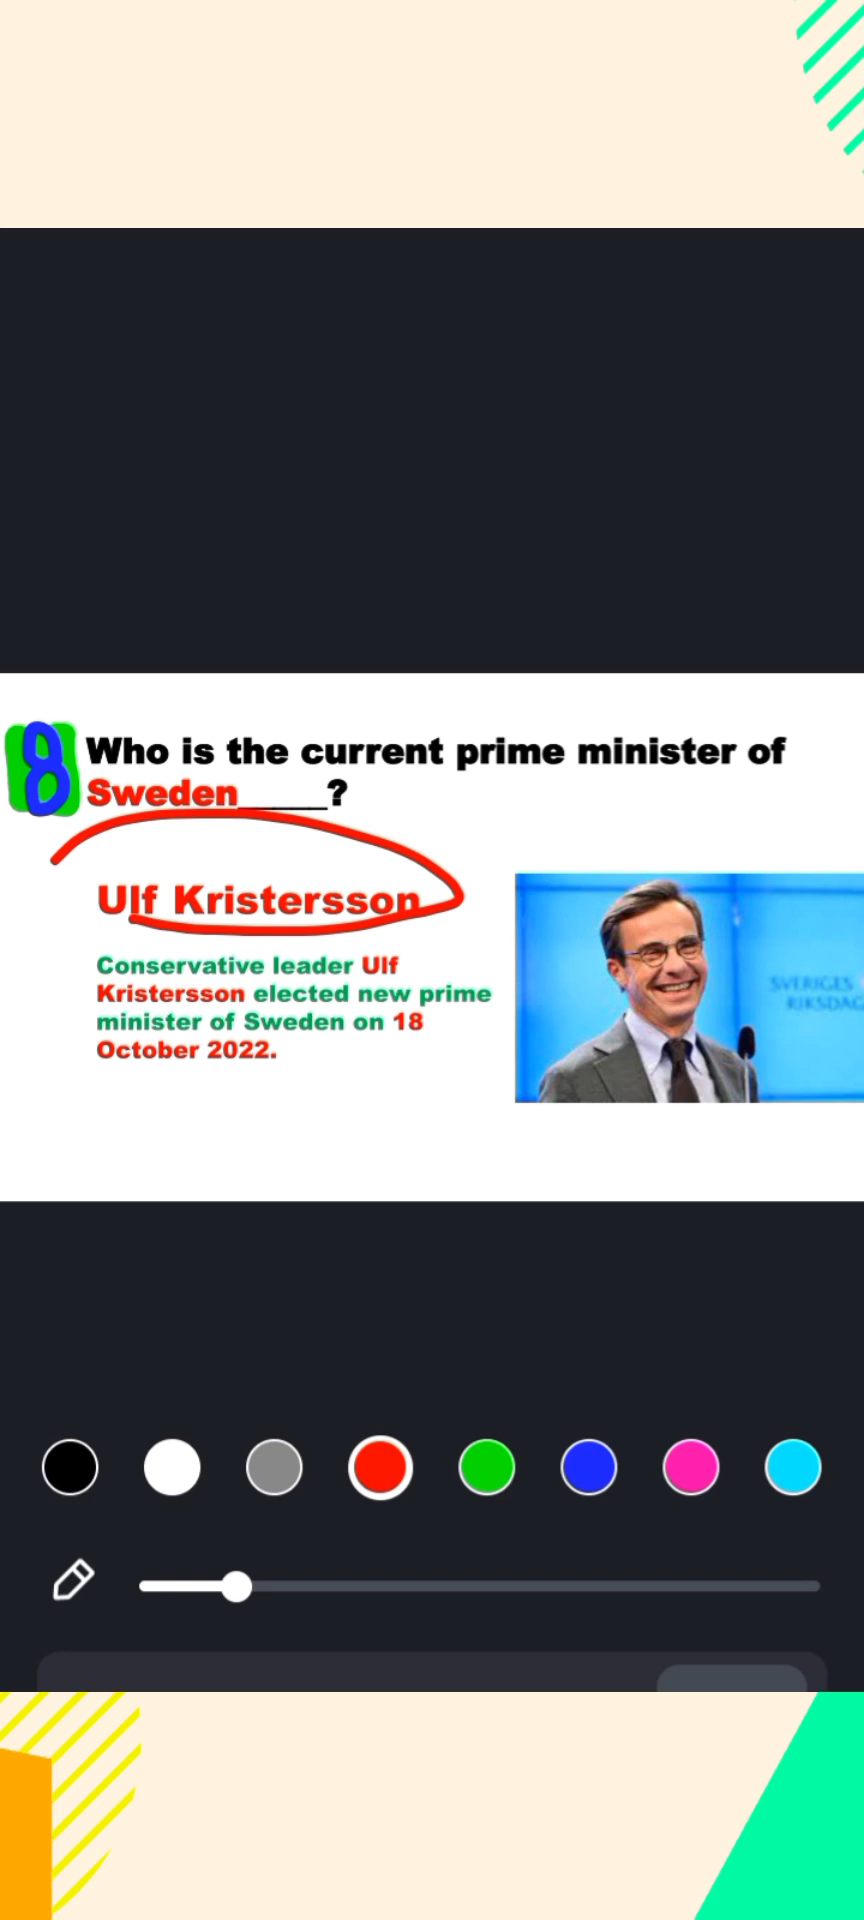 8
Who is the current prime minister of
Sweden_____?
Ulf Kristersson
Conservative leader Ulf
Kristersson elected new prime
minister of Sweden on 18
October 2022.
SVERIGES
RIKSDAG